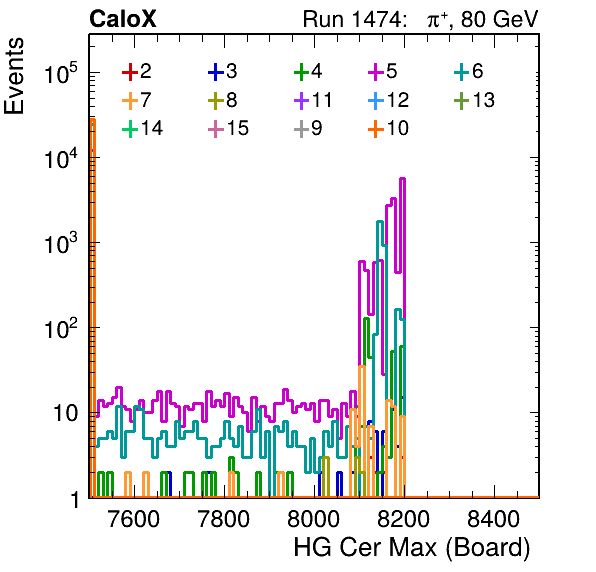 CaloX Run 1474: π⁺, 80 GeV
Events
2 3 4 5 6
7 8 11 12 13
14 15 9 10
10⁵
10⁴
10³
10²
10
1
7600 7800 8000 8200 8400
HG Cer Max (Board)